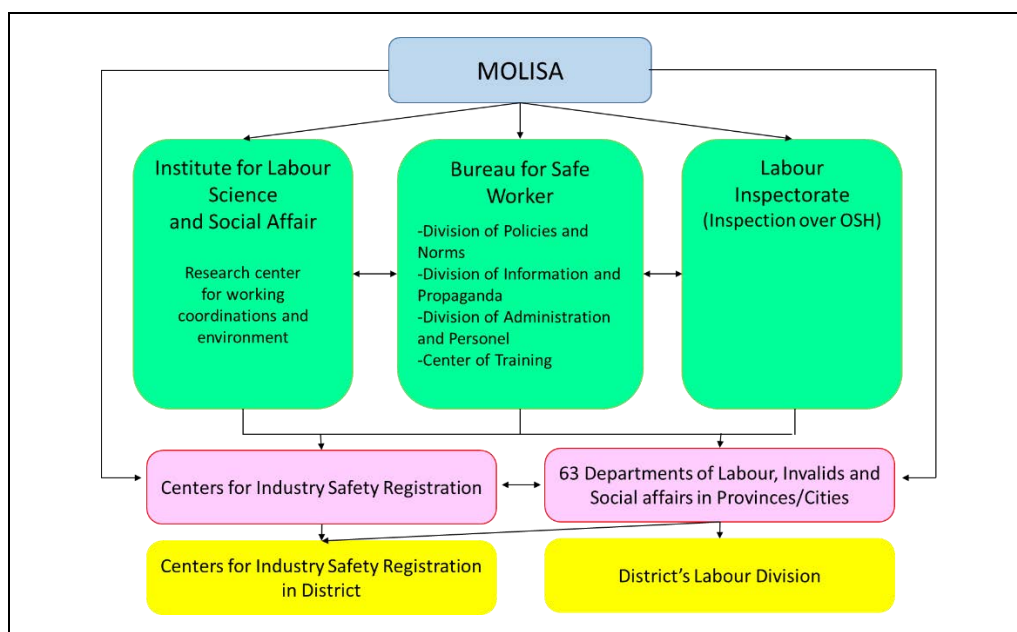 MOLISA
Institute for Labour
Science
and Social Affair
Research center
for working
coordinations and
environment
Bureau for Safe
Worker
-Division of Policies and
Norms
-Division of Information and
Propaganda
-Division of Administration
and Personel
-Center of Training
Labour
Inspectorate
(Inspection over OSH)
Centers for Industry Safety Registration
63 Departments of Labour, Invalids and
Social affairs in Provinces/Cities
Centers for Industry Safety Registration
in District
District's Labour Division